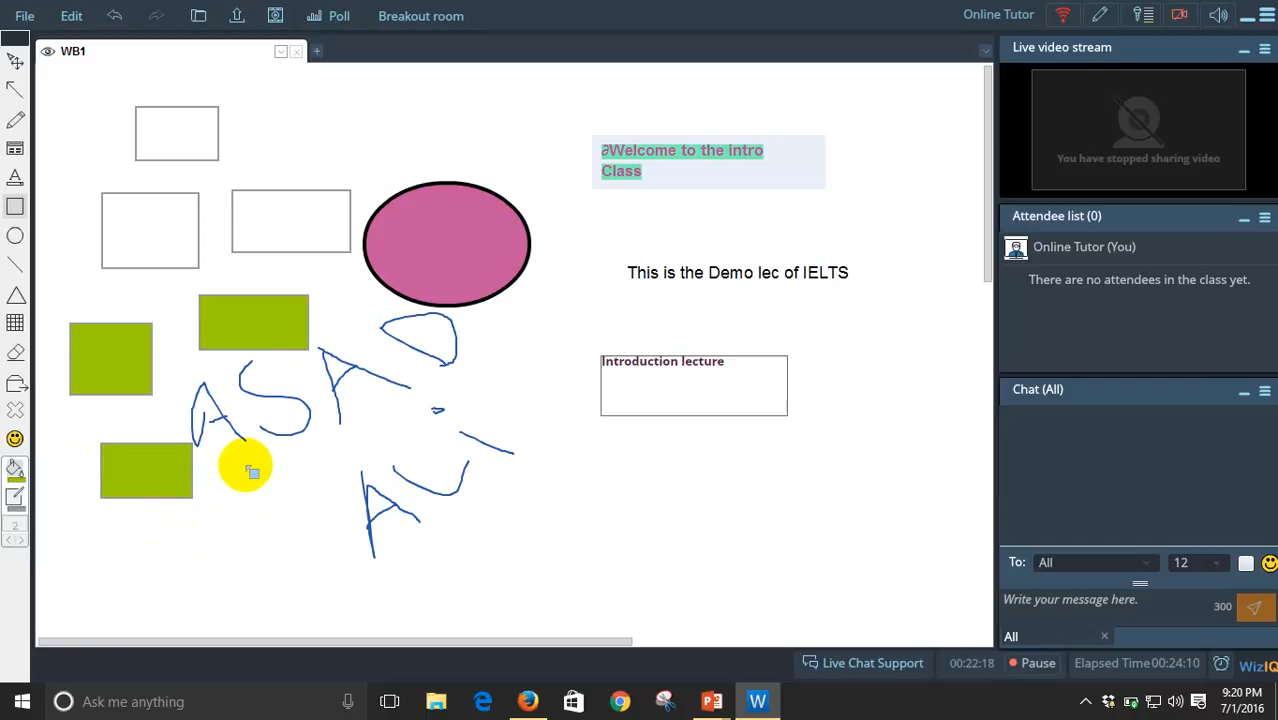 File Edit Poll Breakout room Online Tutor
WB1
Live video stream
You have stopped sharing video
∂Welcome to the intro
Class
Attendee list (0)
Online Tutor (You)
There are no attendees in the class yet.
This is the Demo lec of IELTS
Introduction lecture
ASAD
Chat (All)
To: All 12
Write your message here. 300
All
2
Live Chat Support 00:22:18 Pause Elapsed Time 00:24:10 WizIQ
Ask me anything
9:20 PM
7/1/2016